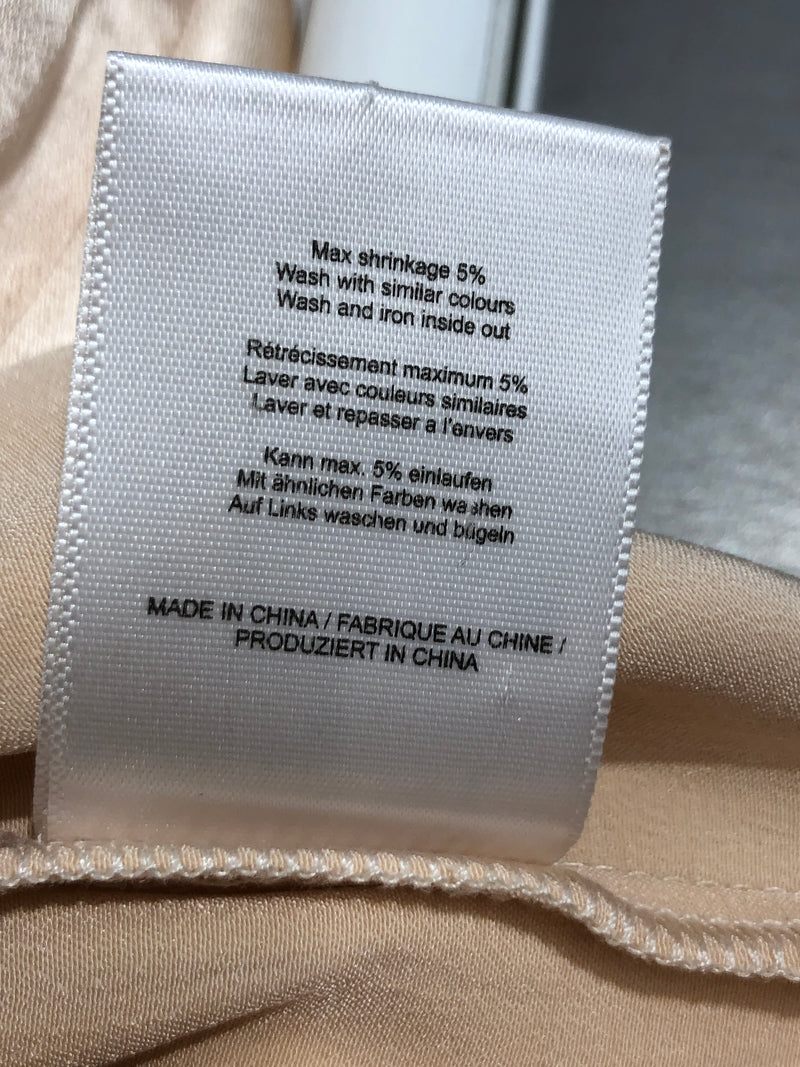 Max shrinkage 5%
Wash with similar colours
Wash and iron inside out
Rétrécissement maximum 5%
Laver avec couleurs similaires
Laver et repasser a l'envers
Kann max. 5% einlaufen
Mit ähnlichen Farben washen
Auf Links waschen und bügeln
MADE IN CHINA / FABRIQUE AU CHINE /
PRODUZIERT IN CHINA